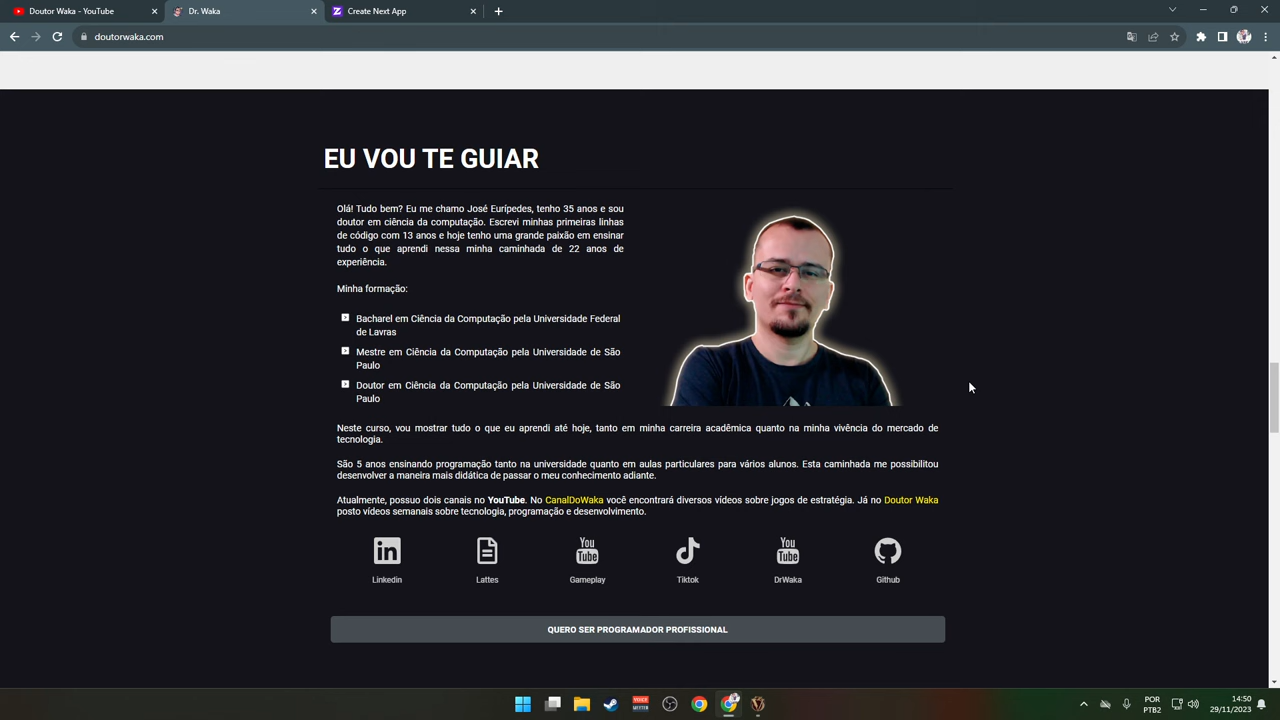 Doutor Waka - YouTube
Dr. Waka
Create Next App
doutorwaka.com
EU VOU TE GUIAR
Olá! Tudo bem? Eu me chamo José Eurípedes, tenho 35 anos e sou
doutor em ciência da computação. Escrevi minhas primeiras linhas
de código com 13 anos e hoje tenho uma grande paixão em ensinar
tudo o que aprendi nessa minha caminhada de 22 anos de
experiência.
Minha formação:
Bacharel em Ciência da Computação pela Universidade Federal
de Lavras
Mestre em Ciência da Computação pela Universidade de São
Paulo
Doutor em Ciência da Computação pela Universidade de São
Paulo
Neste curso, vou mostrar tudo o que eu aprendi até hoje, tanto em minha carreira acadêmica quanto na minha vivência do mercado de
tecnologia.
São 5 anos ensinando programação tanto na universidade quanto em aulas particulares para vários alunos. Esta caminhada me possibilitou
desenvolver a maneira mais didática de passar o meu conhecimento adiante.
Atualmente, possuo dois canais no YouTube. No CanalDoWaka você encontrará diversos vídeos sobre jogos de estratégia. Já no Doutor Waka
posto vídeos semanais sobre tecnologia, programação e desenvolvimento.
in You Tube You Tube
Linkedin Lattes Gameplay Tiktok DrWaka Github
QUERO SER PROGRAMADOR PROFISSIONAL
POR 14:50
PTB2 29/11/2023